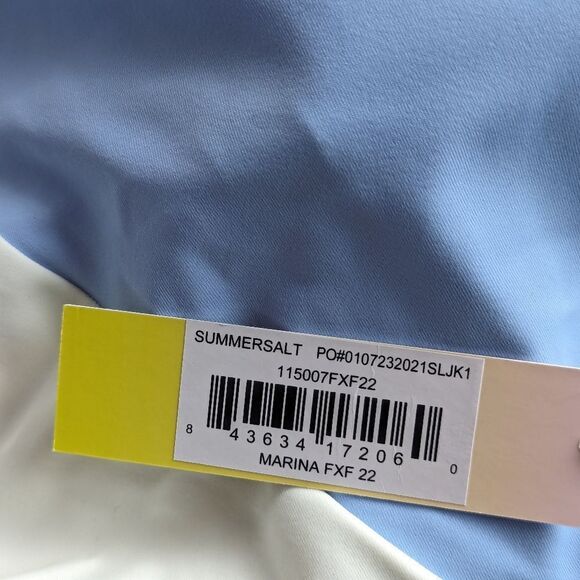 SUMMERSALT PO#0107232021SLJK1
115007FXF22
8 43634 17206 0
MARINA FXF 22